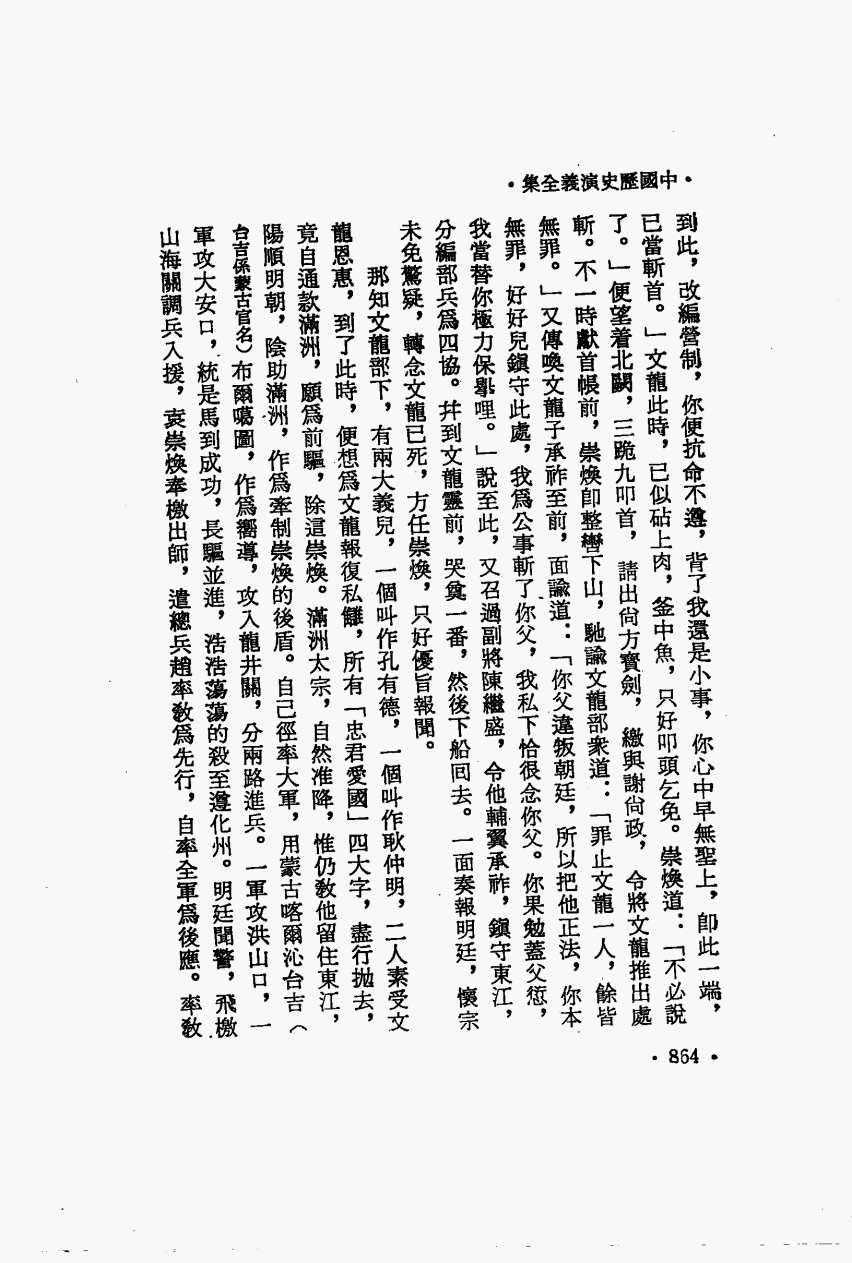 •中國歷史演義全集•
到此，改編營制，你便抗命不遵，背了我還是小事，你心中早無聖上，卽此一端，
已當斬首。」文龍此時，已似砧上肉，釜中魚，只好叩頭乞免。崇煥道：「不必說
了。」便望着北闕，三跪九叩首，請出尙方寶劍，繳與謝尙政，令將文龍推出處
斬。不一時獻首帳前，崇煥卽整轡下山，馳諭文龍部衆道：「罪止文龍一人，餘皆
無罪。」又傳喚文龍子承祚至前，面諭道：「你父違叛朝廷，所以把他正法，你本
無罪，好好兒鎭守此處，我爲公事斬了你父，我私下恰很念你父。你果勉蓋父愆，
我當替你極力保擧哩。」說至此，又召過副將陳繼盛，令他輔翼承祚，鎭守東江，
分編部兵爲四協。幷到文龍靈前，哭奠一番，然後下船囘去。一面奏報明廷，懷宗
未免驚疑，轉念文龍已死，方任崇煥，只好優旨報聞。
那知文龍部下，有兩大義兒，一個叫作孔有德，一個叫作耿仲明，二人素受文
龍恩惠，到了此時，便想爲文龍報復私讎，所有「忠君愛國」四大字，盡行拋去，
竟自通款滿洲，願爲前驅，除這崇煥。滿洲太宗，自然准降，惟仍敎他留住東江，
陽順明朝，陰助滿洲，作爲牽制崇煥的後盾。自己徑率大軍，用蒙古喀爾沁台吉（
台吉係蒙古官名）布爾噶圖，作爲嚮導，攻入龍井關，分兩路進兵。一軍攻洪山口，一
軍攻大安口，統是馬到成功，長驅並進，浩浩蕩蕩的殺至遵化州。明廷聞警，飛檄
山海關調兵入援，袁崇煥奉檄出師，遣總兵趙率敎爲先行，自率全軍爲後應。率敎
•864•